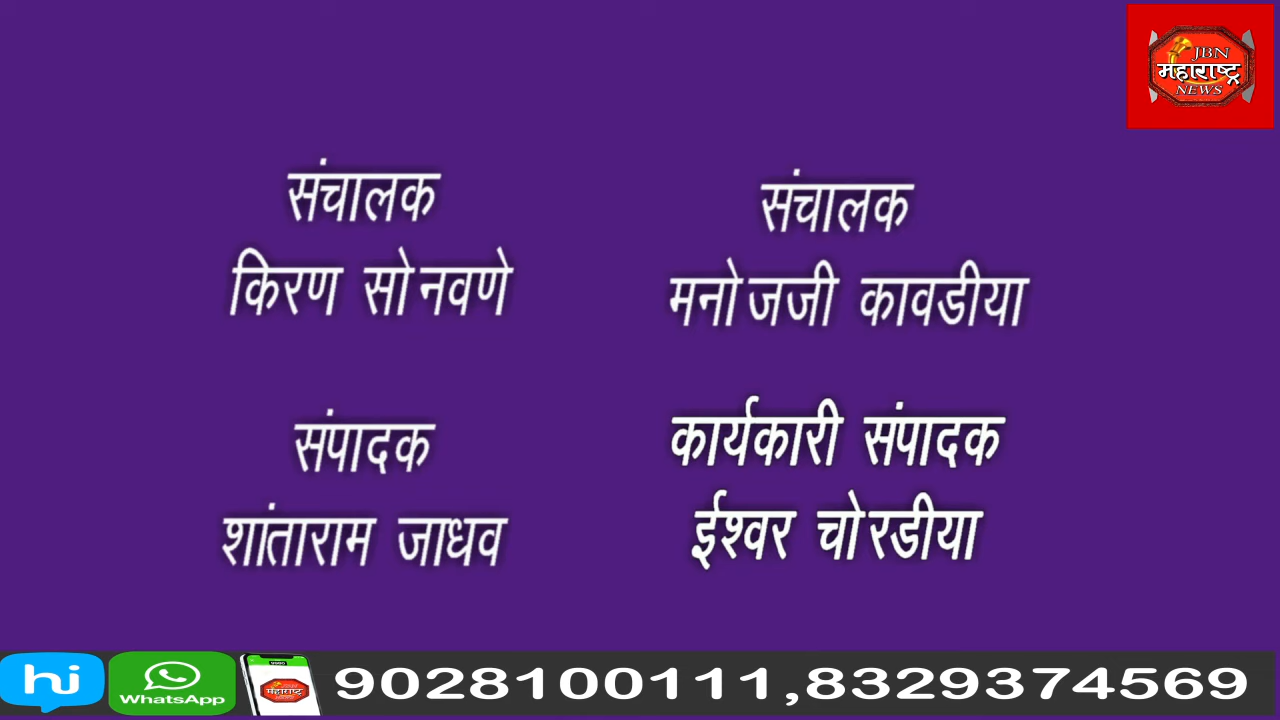 JBN
महाराष्ट्र
NEWS
संचालक
किरण सोनवणे
संचालक
मनोजजी कावडीया
संपादक
शांताराम जाधव
कार्यकारी संपादक
ईश्वर चोरडीया
hi
WhatsApp
महाराष्ट्र
9028100111,8329374569